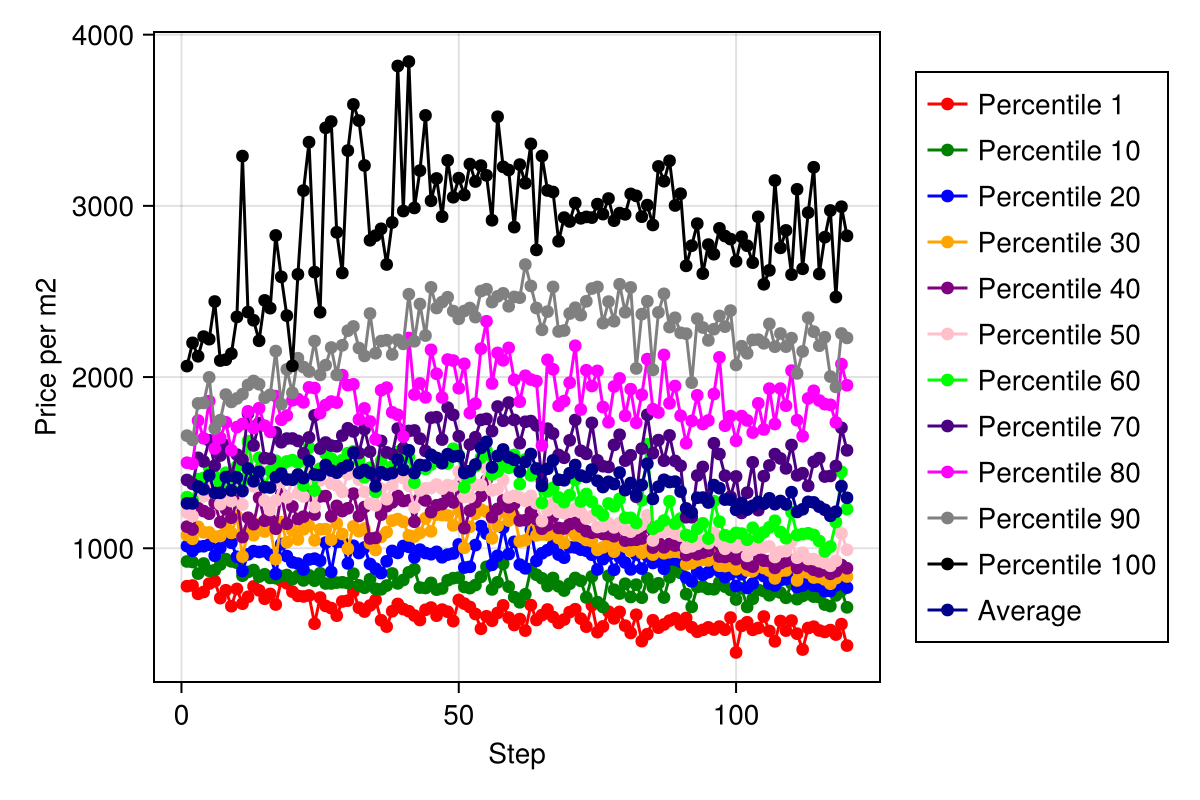 4000
3000
2000
1000
Price per m2
0
50
100
Step
Percentile 1
Percentile 10
Percentile 20
Percentile 30
Percentile 40
Percentile 50
Percentile 60
Percentile 70
Percentile 80
Percentile 90
Percentile 100
Average